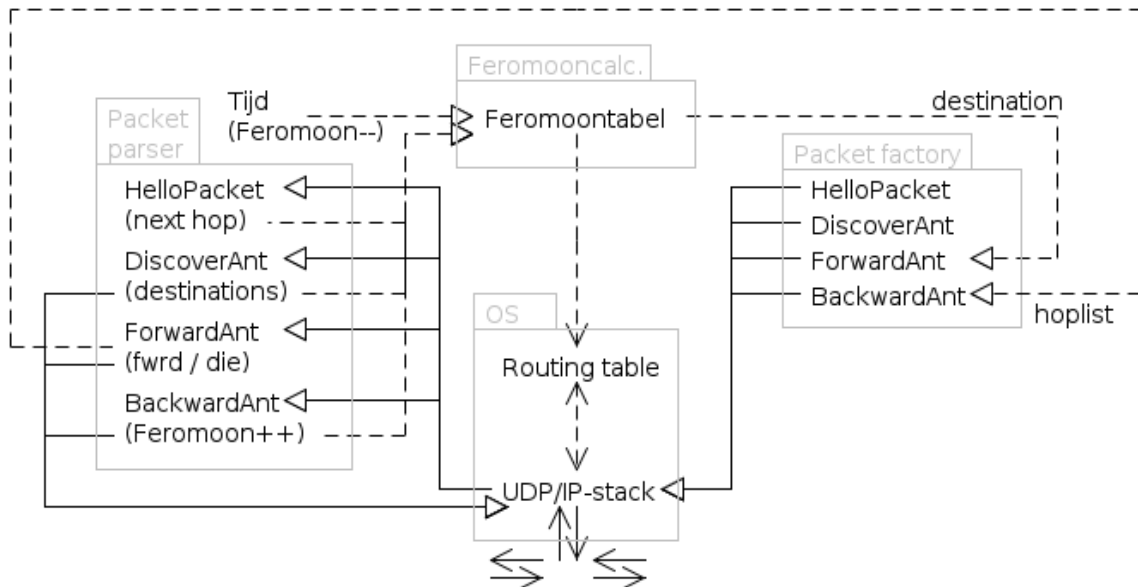 Feromooncalc.
Tijd
(Feromoon--)
Feromoontabel
destination
Packet
parser
HelloPacket
(next hop)
DiscoverAnt
(destinations)
ForwardAnt
(fwrd / die)
BackwardAnt
(Feromoon++)
Packet factory
HelloPacket
DiscoverAnt
ForwardAnt
BackwardAnt
hoplist
OS
Routing table
UDP/IP-stack